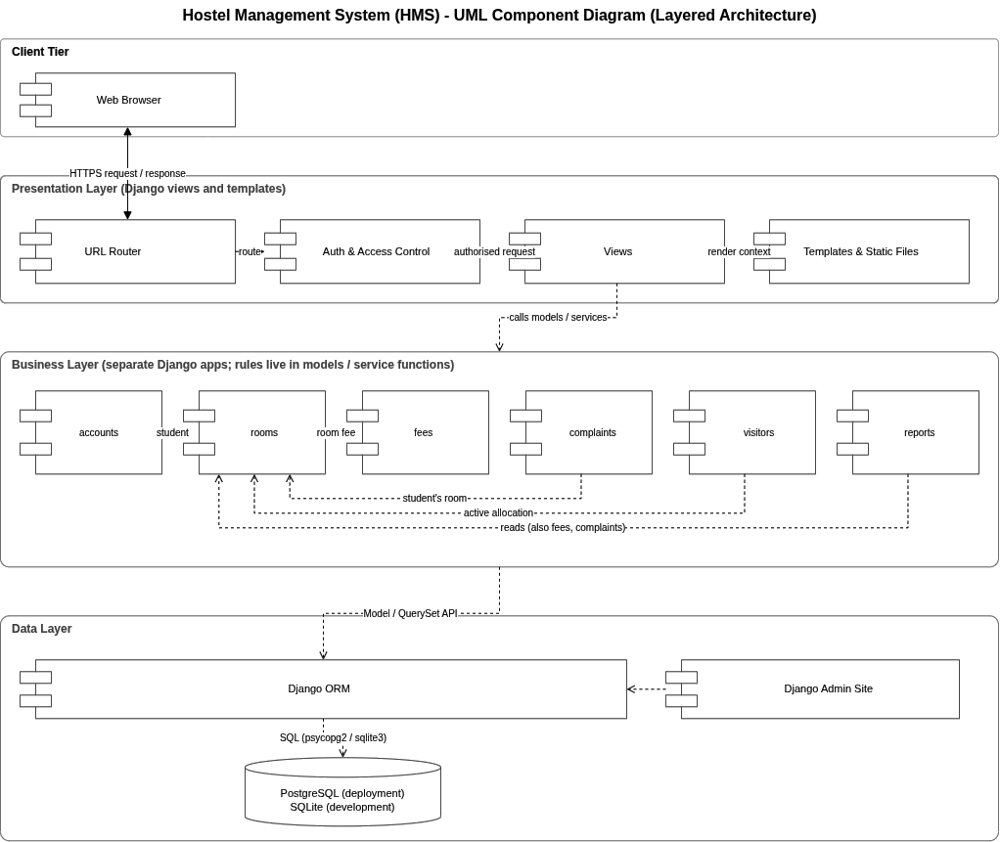 Hostel Management System (HMS) - UML Component Diagram (Layered Architecture)
Client Tier
Web Browser
HTTPS request / response
Presentation Layer (Django views and templates)
URL Router
route
Auth & Access Control
authorised request
Views
render context
Templates & Static Files
calls models / services
Business Layer (separate Django apps; rules live in models / service functions)
accounts
student
rooms
room fee
fees
complaints
visitors
reports
student's room
active allocation
reads (also fees, complaints)
Model / QuerySet API
Data Layer
Django ORM
Django Admin Site
SQL (psycopg2 / sqlite3)
PostgreSQL (deployment)
SQLite (development)